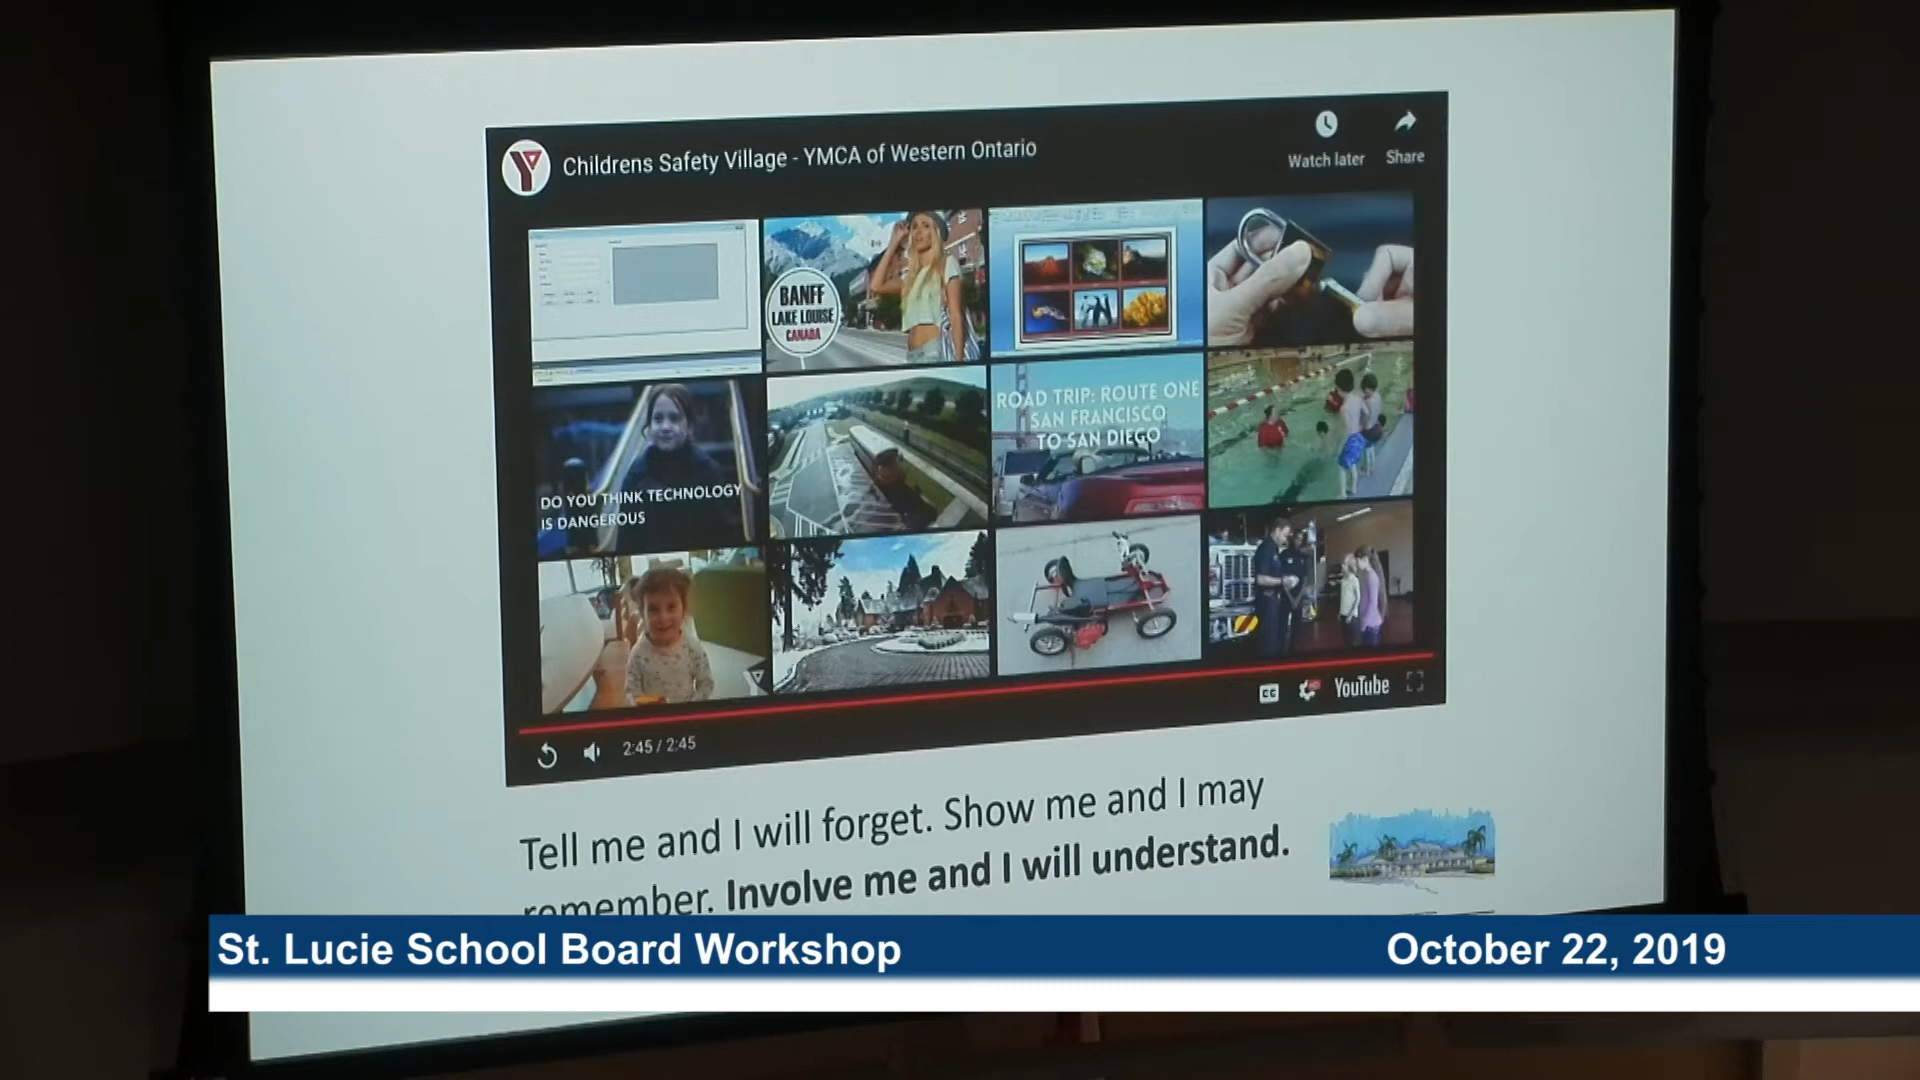 Childrens Safety Village - YMCA of Western Ontario
Watch later
Share
BANFF
LAKE LOUISE
CANADA
DO YOU THINK TECHNOLOGY
IS DANGEROUS
ROAD TRIP: ROUTE ONE
SAN FRANCISCO
TO SAN DIEGO
CC
HD
YouTube
2:45 / 2:45
Tell me and I will forget. Show me and I may
remember. Involve me and I will understand.
St. Lucie School Board Workshop
October 22, 2019